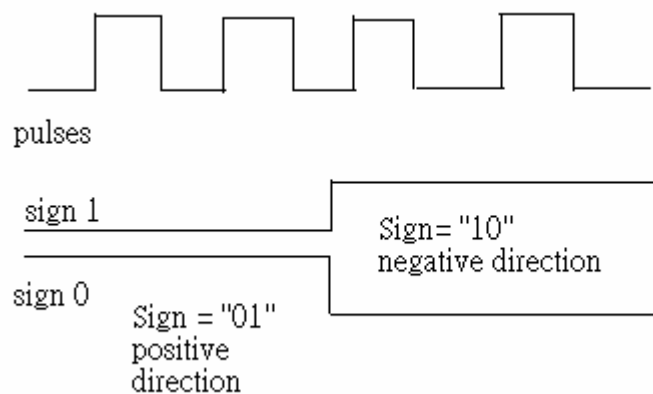 pulses
sign 1
Sign= "10"
negative direction
sign 0
Sign = "01"
positive
direction